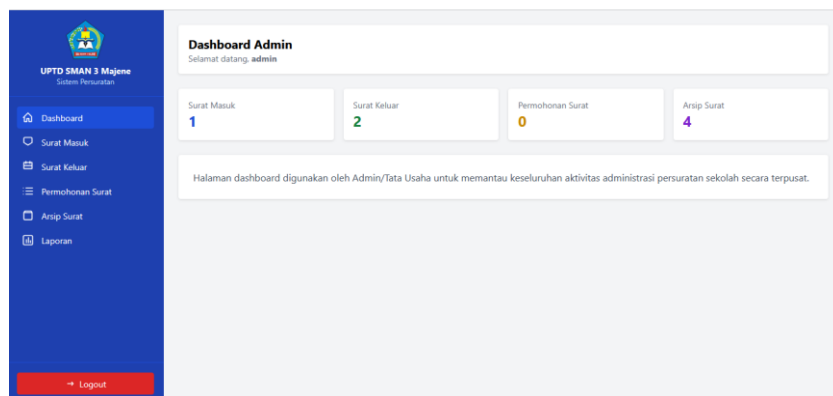 UPTD SMAN 3 Majene
Sistem Persuratan
Dashboard
Surat Masuk
Surat Keluar
Permohonan Surat
Arsip Surat
Laporan
→ Logout
Dashboard Admin
Selamat datang, admin
Surat Masuk
1
Surat Keluar
2
Permohonan Surat
0
Arsip Surat
4
Halaman dashboard digunakan oleh Admin/Tata Usaha untuk memantau keseluruhan aktivitas administrasi persuratan sekolah secara terpusat.